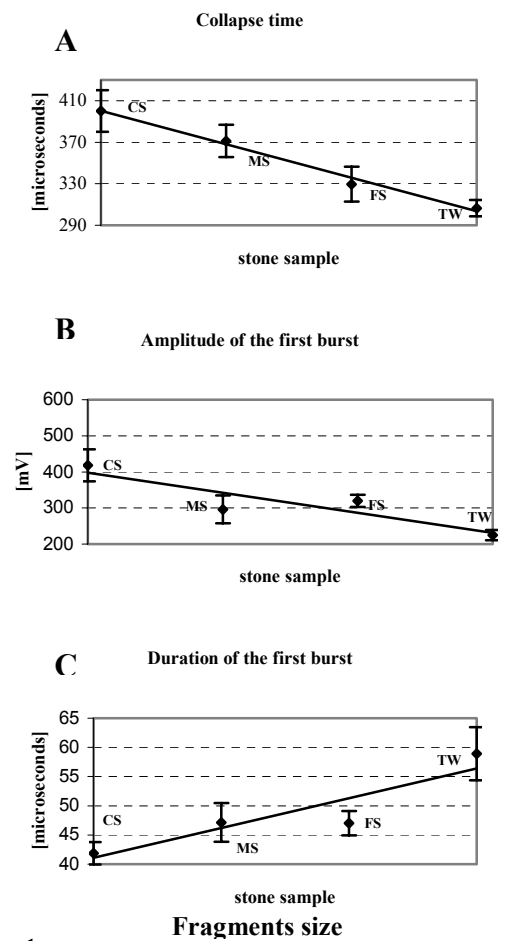 Collapse time
A
[microseconds]
410
370
330
290
CS
MS
FS
TW
stone sample
B
Amplitude of the first burst
[mV]
600
500
400
300
200
CS
MS
FS
TW
stone sample
C
Duration of the first burst
[microseconds]
65
60
55
50
45
40
CS
MS
FS
TW
stone sample
Fragments size